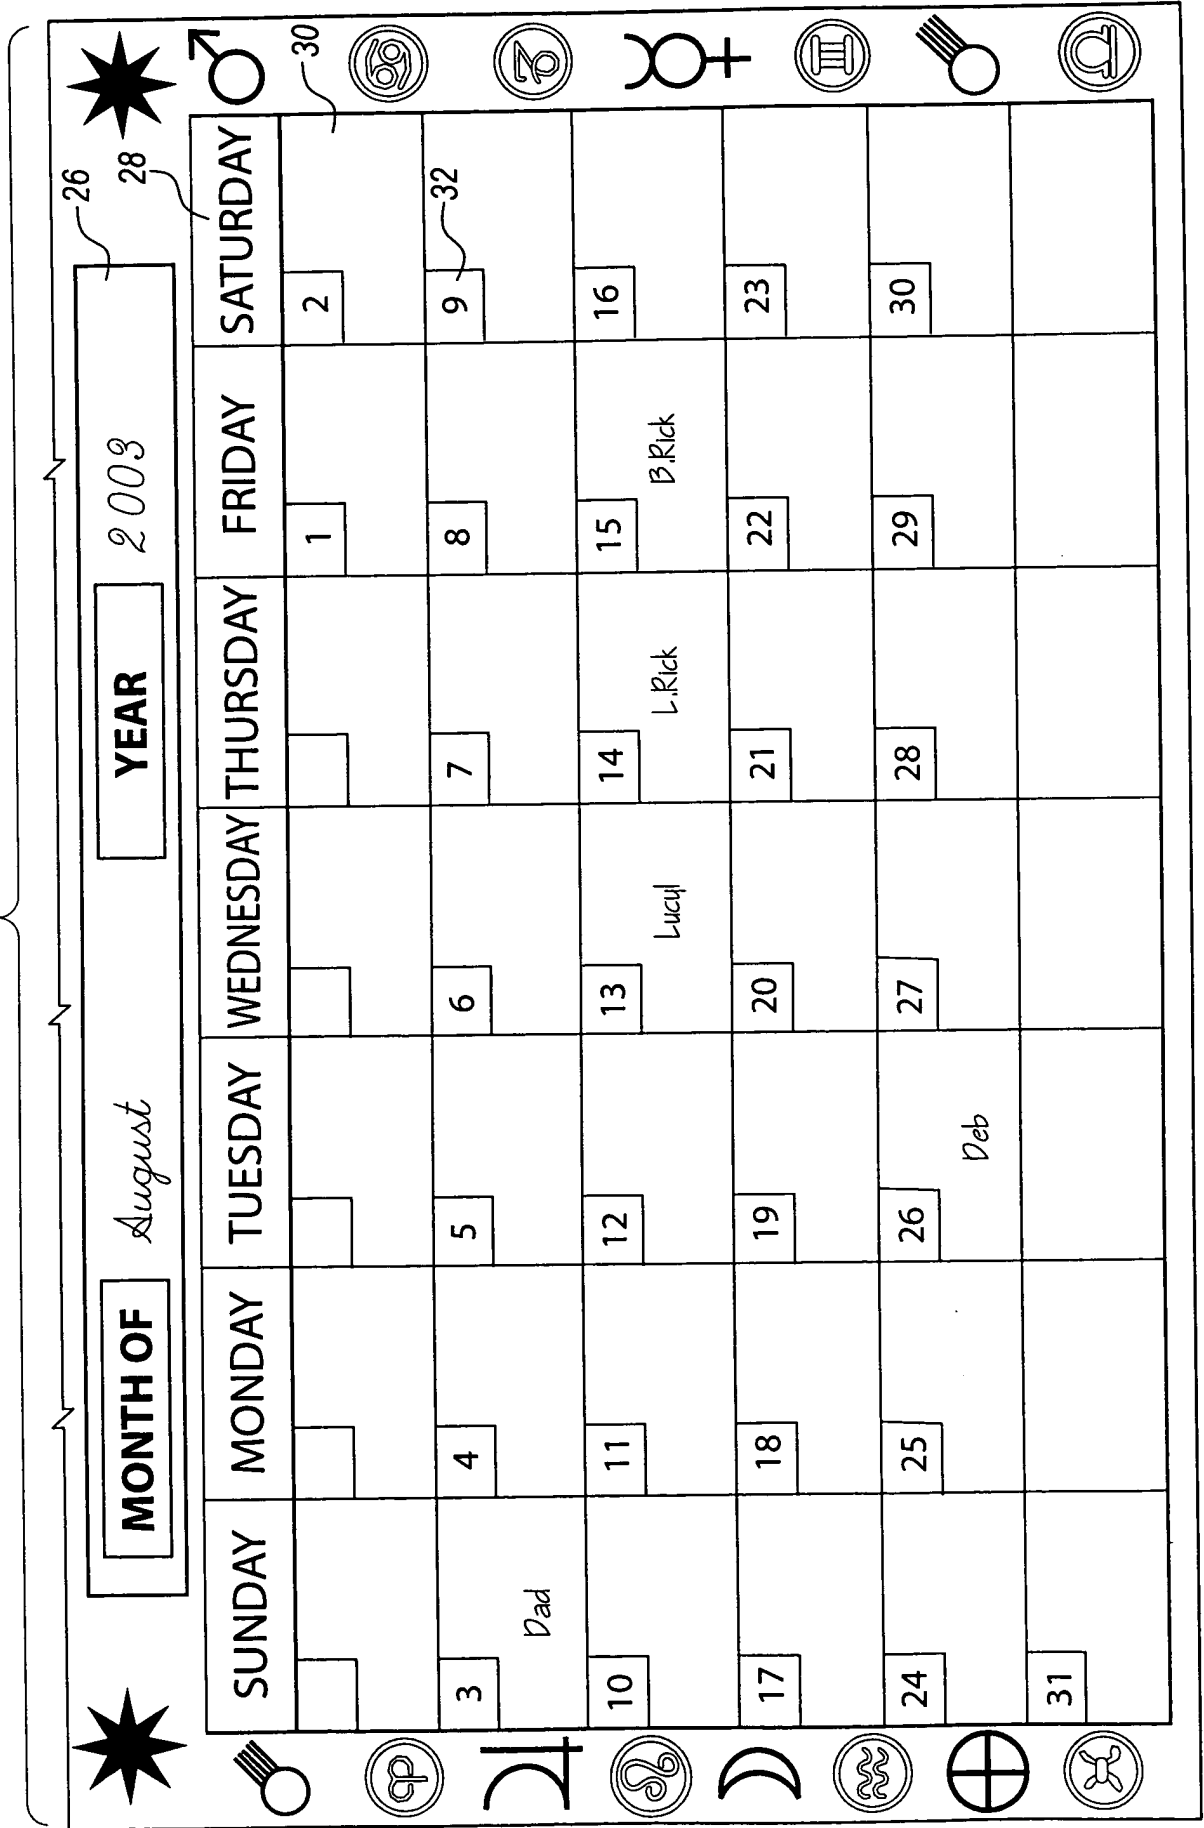 26
MONTH OF August YEAR 2003
28
SUNDAY MONDAY TUESDAY WEDNESDAY THURSDAY FRIDAY SATURDAY
30
1 2
3 4 5 6 7 8 9
32
Dad
10 11 12 13 14 15 16
Lucyl L.Rick B.Rick
17 18 19 20 21 22 23
24 25 26 27 28 29 30
Deb
31